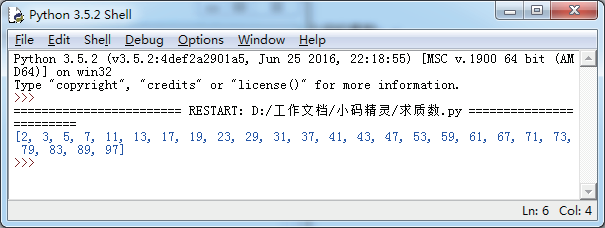 Python 3.5.2 Shell
File Edit Shell Debug Options Window Help
Python 3.5.2 (v3.5.2:4def2a2901a5, Jun 25 2016, 22:18:55) [MSC v.1900 64 bit (AM
D64)] on win32
Type "copyright", "credits" or "license()" for more information.
>>>
======================== RESTART: D:/工作文档/小码精灵/求质数.py ===============
==========
[2, 3, 5, 7, 11, 13, 17, 19, 23, 29, 31, 37, 41, 43, 47, 53, 59, 61, 67, 71, 73,
79, 83, 89, 97]
>>>
Ln: 6 Col: 4